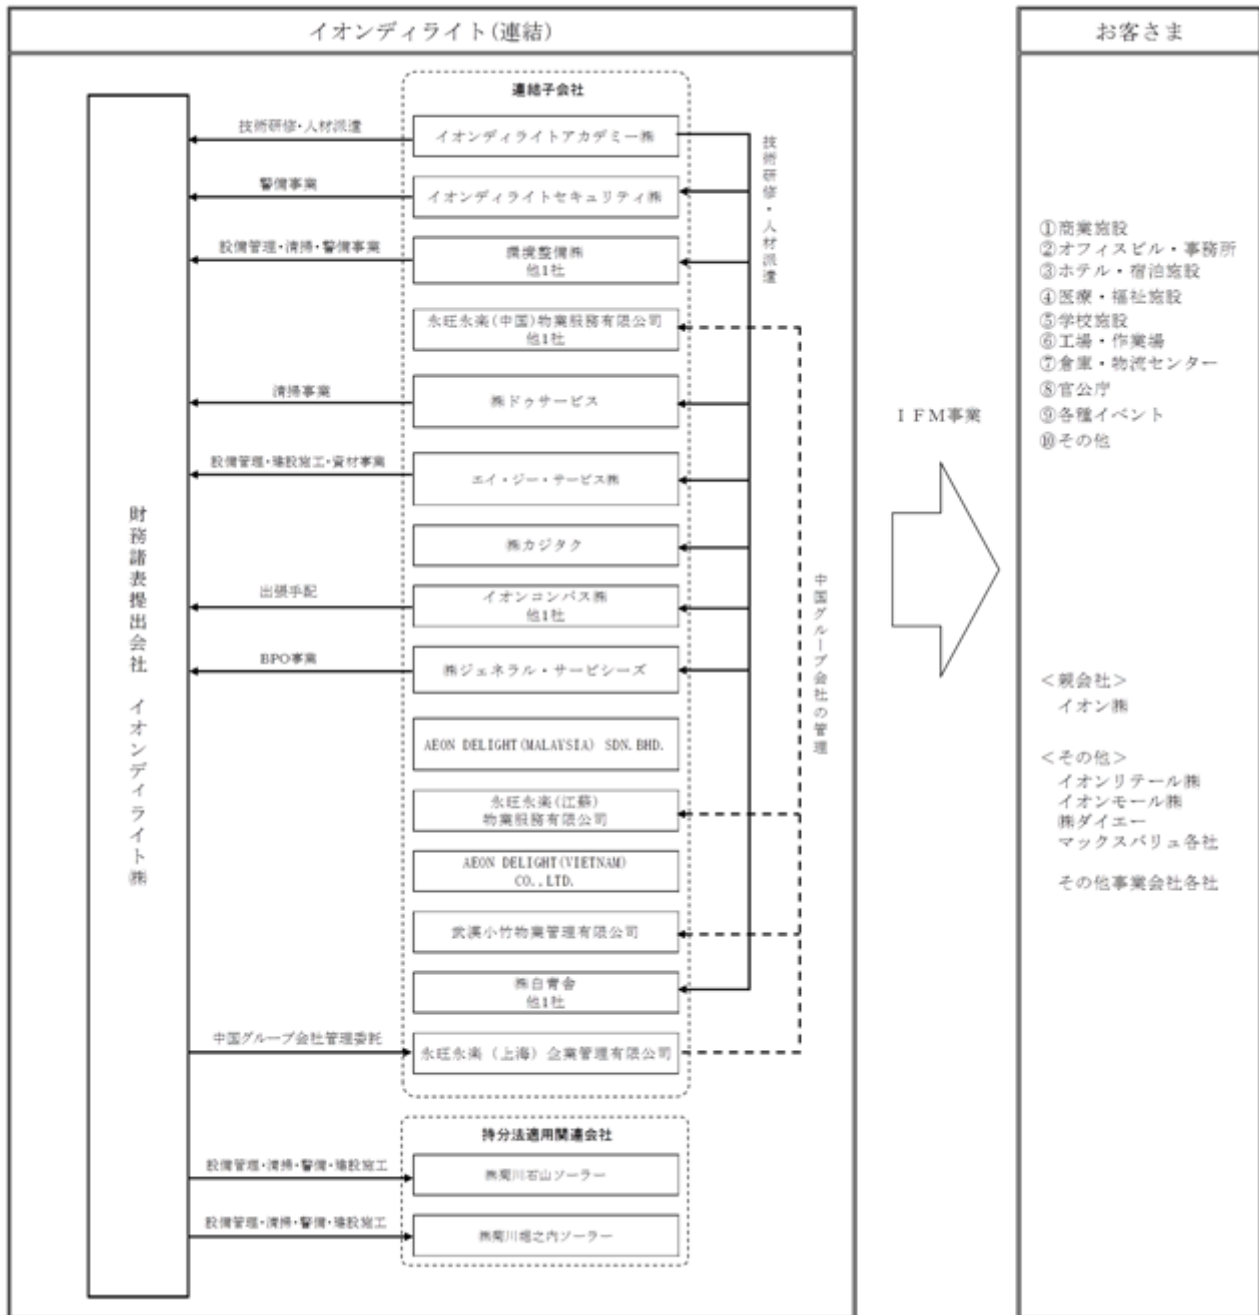 イオンディライト(連結)
お客さま
財務諸表提出会社 イオンディライト㈱
連結子会社
技術研修・人材派遣
イオンディライトアカデミー㈱
警備事業
イオンディライトセキュリティ㈱
設備管理・清掃・警備事業
環境整備㈱
他1社
永旺永楽(中国)物業服務有限公司
他1社
清掃事業
㈱ドゥサービス
設備管理・建設施工・資材事業
エイ・ジー・サービス㈱
㈱カジタク
出張手配
イオンコンパス㈱
他1社
BPO事業
㈱ジェネラル・サービシーズ
AEON DELIGHT(MALAYSIA) SDN.BHD.
永旺永楽(江蘇)
物業服務有限公司
AEON DELIGHT(VIETNAM)
CO.,LTD.
武漢小竹物業管理有限公司
㈱白青舎
他1社
中国グループ会社管理委託
永旺永楽（上海）企業管理有限公司
技術研修・人材派遣
中国グループ会社の管理
持分法適用関連会社
設備管理・清掃・警備・建設施工
㈱菊川石山ソーラー
設備管理・清掃・警備・建設施工
㈱菊川堀之内ソーラー
ＩＦＭ事業
①商業施設
②オフィスビル・事務所
③ホテル・宿泊施設
④医療・福祉施設
⑤学校施設
⑥工場・作業場
⑦倉庫・物流センター
⑧官公庁
⑨各種イベント
⑩その他
＜親会社＞
イオン㈱
＜その他＞
イオンリテール㈱
イオンモール㈱
㈱ダイエー
マックスバリュ各社
その他事業会社各社